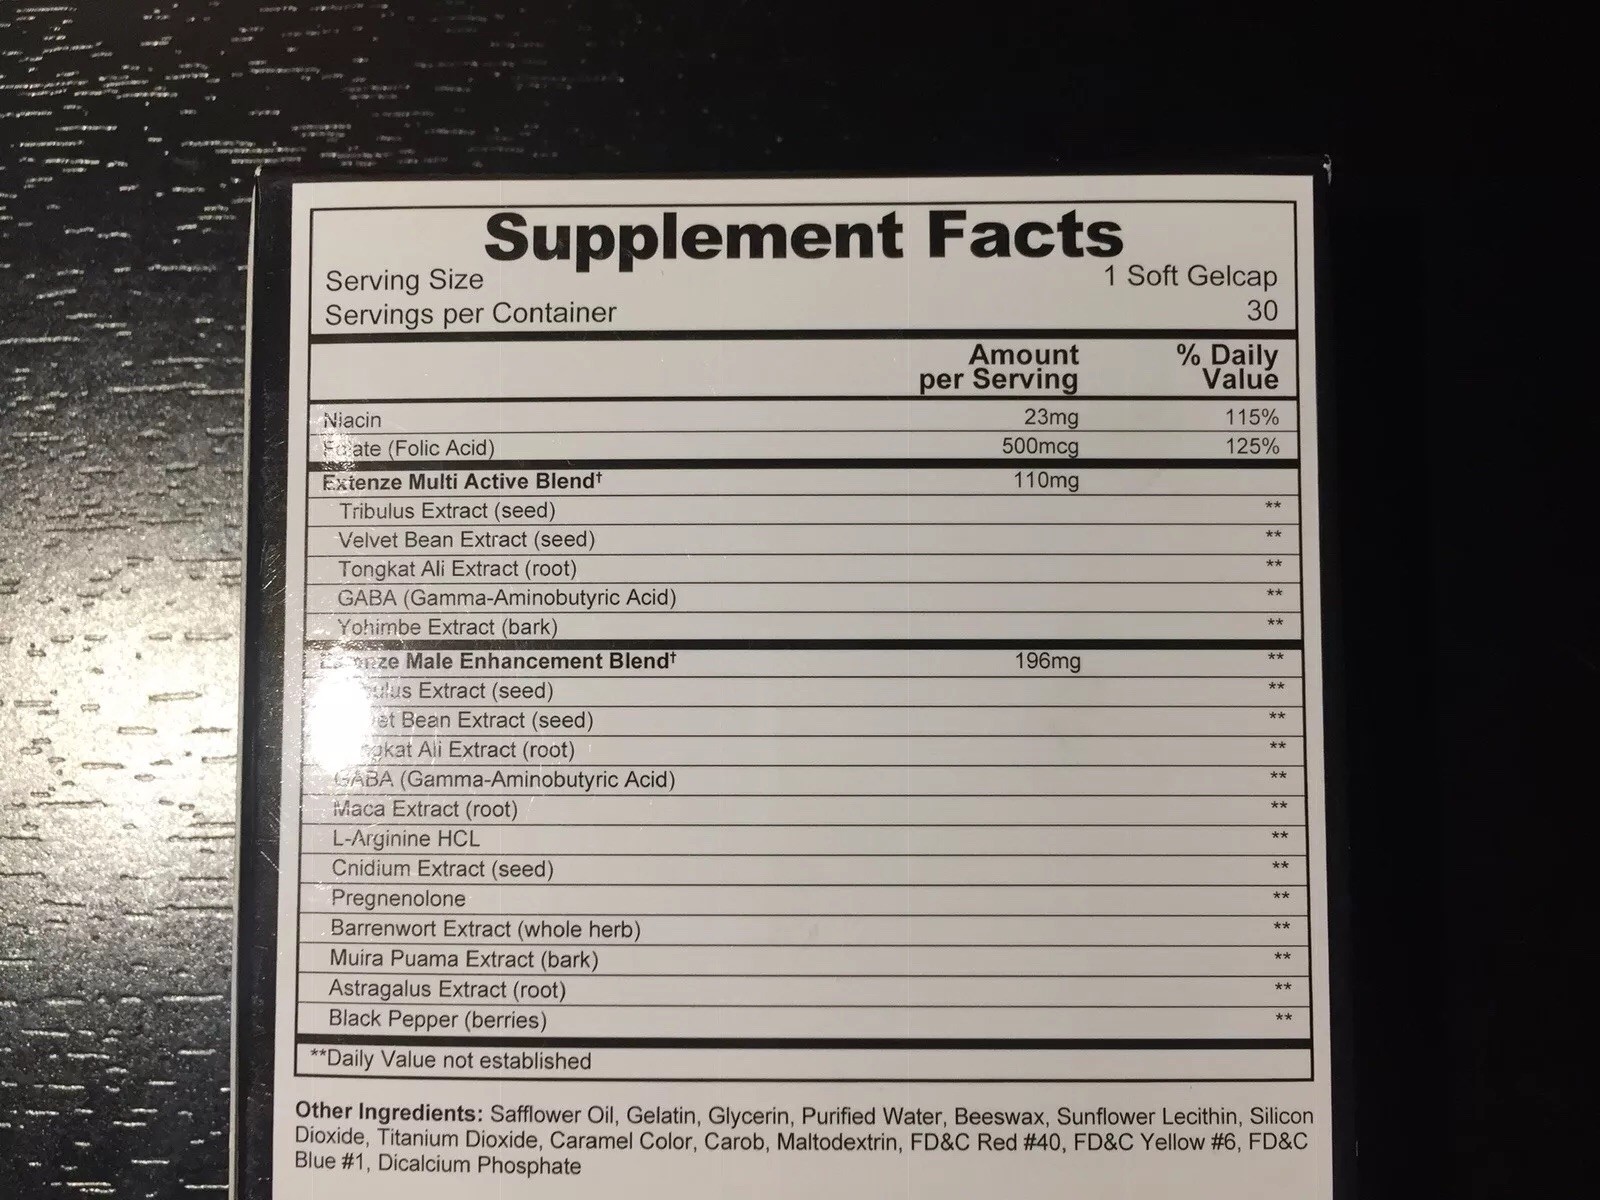 Supplement Facts
Serving Size 1 Soft Gelcap
Servings per Container 30
Amount per Serving % Daily Value
Niacin 23mg 115%
Folate (Folic Acid) 500mcg 125%
Extenze Multi Active Blend† 110mg
Tribulus Extract (seed) **
Velvet Bean Extract (seed) **
Tongkat Ali Extract (root) **
GABA (Gamma-Aminobutyric Acid) **
Yohimbe Extract (bark) **
Extenze Male Enhancement Blend† 196mg **
Extract (seed) **
Bean Extract (seed) **
Ali Extract (root) **
GABA (Gamma-Aminobutyric Acid) **
Maca Extract (root) **
L-Arginine HCL **
Cnidium Extract (seed) **
Pregnenolone **
Barrenwort Extract (whole herb) **
Muira Puama Extract (bark) **
Astragalus Extract (root) **
Black Pepper (berries) **
**Daily Value not established
Other Ingredients: Safflower Oil, Gelatin, Glycerin, Purified Water, Beeswax, Sunflower Lecithin, Silicon
Dioxide, Titanium Dioxide, Caramel Color, Carob, Maltodextrin, FD&C Red #40, FD&C Yellow #6, FD&C
Blue #1, Dicalcium Phosphate